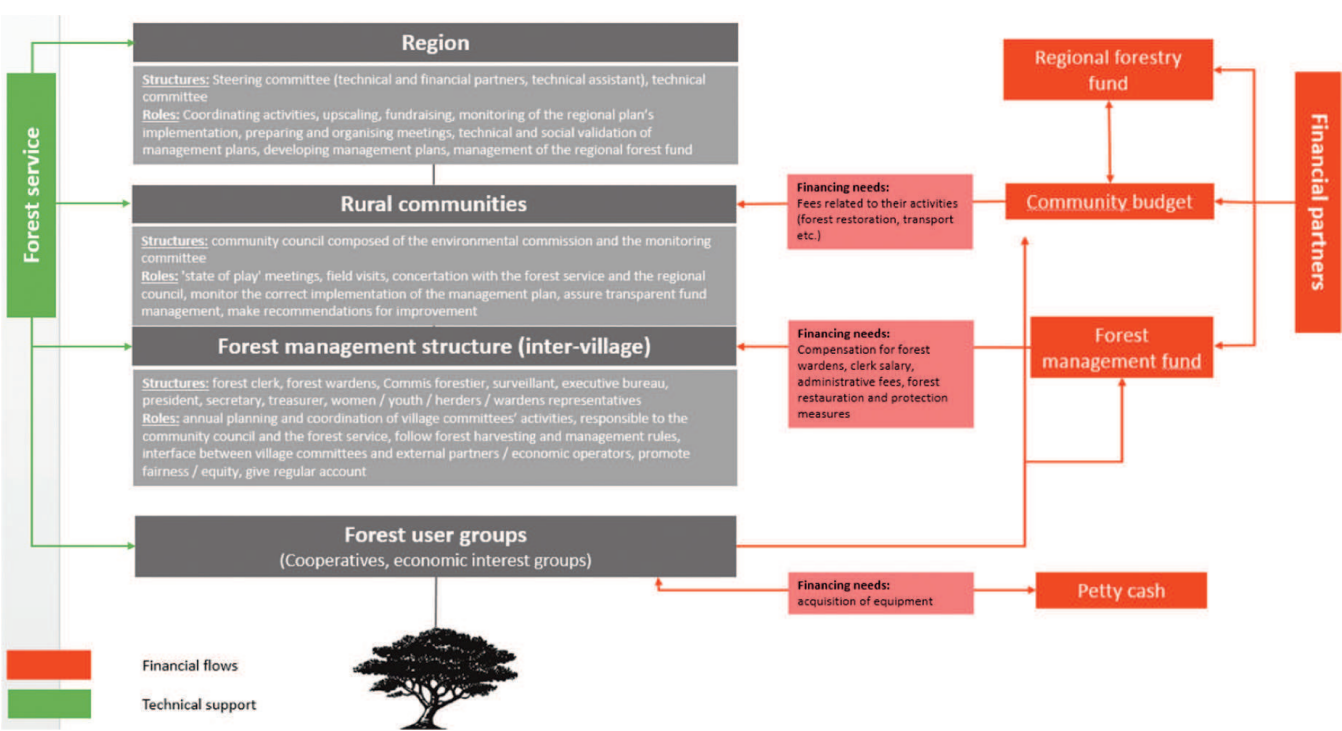 Forest service
Region
Structures: Steering committee (technical and financial partners, technical assistant), technical
committee
Roles: Coordinating activities, upscaling, fundraising, monitoring of the regional plan's
implementation, preparing and organising meetings, technical and social validation of
management plans, developing management plans, management of the regional forest fund
Rural communities
Structures: community council composed of the environmental commission and the monitoring
committee
Roles: 'state of play' meetings, field visits, concertation with the forest service and the regional
council, monitor the correct implementation of the management plan, assure transparent fund
management, make recommendations for improvement
Forest management structure (inter-village)
Structures: forest clerk, forest wardens, Commis forestier, surveillant, executive bureau,
president, secretary, treasurer, women / youth / herders / wardens representatives
Roles: annual planning and coordination of village committees' activities, responsible to the
community council and the forest service, follow forest harvesting and management rules,
interface between village committees and external partners / economic operators, promote
fairness / equity, give regular account
Forest user groups
(Cooperatives, economic interest groups)
Financing needs:
Fees related to their activities
(forest restoration, transport
etc.)
Financing needs:
Compensation for forest
wardens, clerk salary,
administrative fees, forest
restauration and protection
measures
Financing needs:
acquisition of equipment
Regional forestry
fund
Community budget
Forest
management fund
Petty cash
Financial partners
Financial flows
Technical support